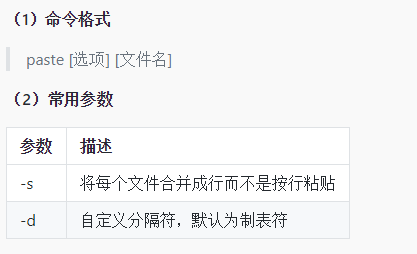 （1）命令格式
paste [选项] [文件名]
（2）常用参数
参数 描述
-s 将每个文件合并成行而不是按行粘贴
-d 自定义分隔符，默认为制表符